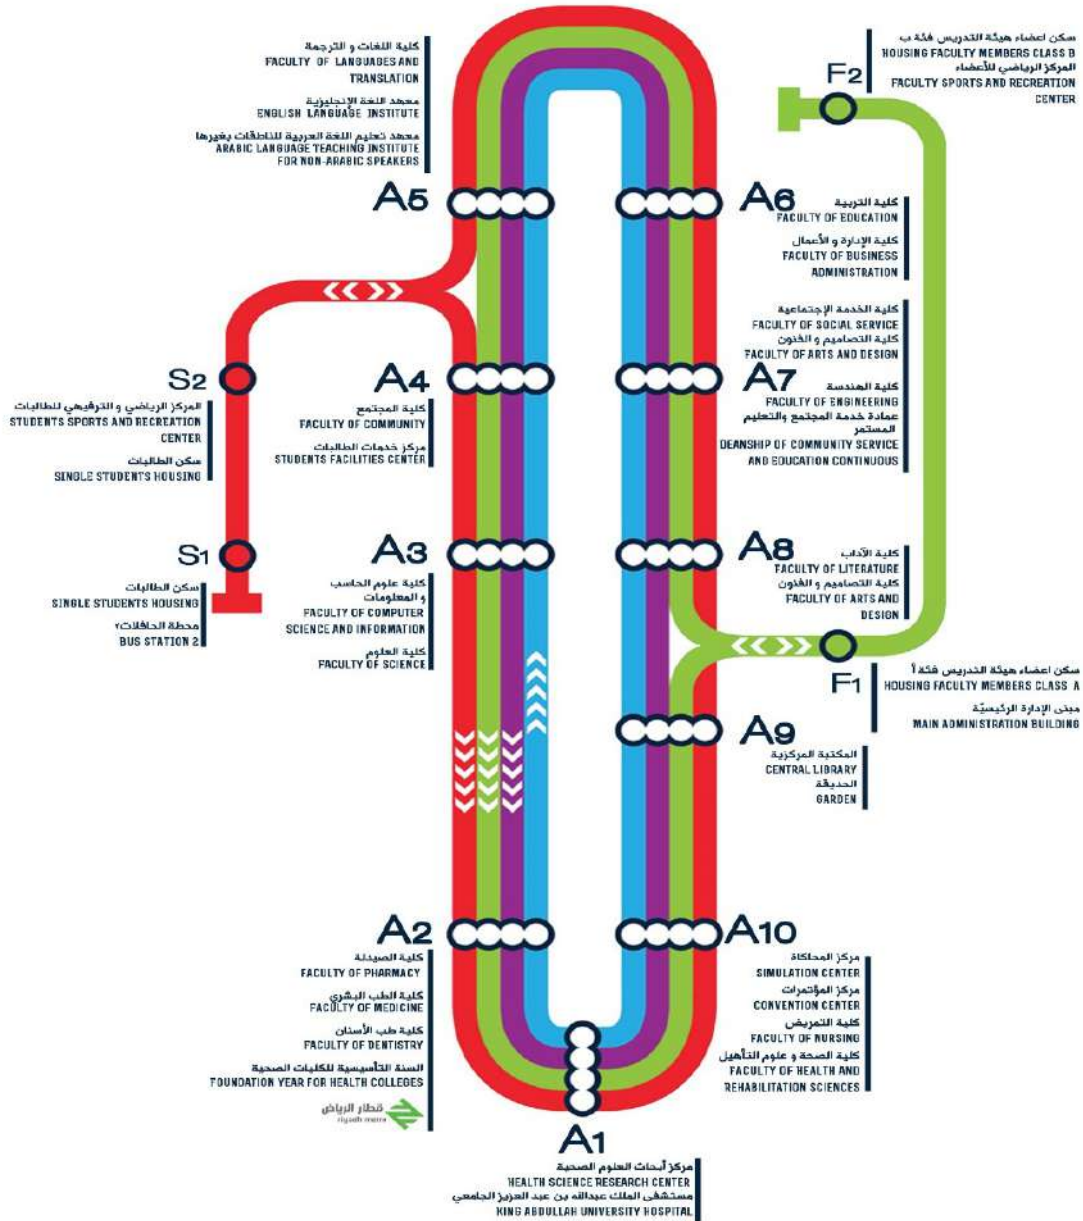 كلية اللغات و الترجمة
FACULTY OF LANGUAGES AND
TRANSLATION
معهد اللغة الإنجليزية
ENGLISH LANGUAGE INSTITUTE
معهد تعليم اللغة العربية للناطقات بغيرها
ARABIC LANGUAGE TEACHING INSTITUTE
FOR NON-ARABIC SPEAKERS
A5
سكن اعضاء هيئة التدريس فئة ب
HOUSING FACULTY MEMBERS CLASS B
المركز الرياضي للأعضاء
FACULTY SPORTS AND RECREATION
CENTER
F2
A6
كلية التربية
FACULTY OF EDUCATION
كلية الإدارة و الأعمال
FACULTY OF BUSINESS
ADMINISTRATION
S2
المركز الرياضي و الترفيهي للطالبات
STUDENTS SPORTS AND RECREATION
CENTER
سكن الطالبات
SINGLE STUDENTS HOUSING
A4
كلية المجتمع
FACULTY OF COMMUNITY
مركز خدمات الطالبات
STUDENTS FACILITIES CENTER
كلية الخدمة الإجتماعية
FACULTY OF SOCIAL SERVICE
كلية التصاميم و الفنون
FACULTY OF ARTS AND DESIGN
A7
كلية الهندسة
FACULTY OF ENGINEERING
عمادة خدمة المجتمع والتعليم
المستمر
DEANSHIP OF COMMUNITY SERVICE
AND EDUCATION CONTINUOUS
S1
سكن الطالبات
SINGLE STUDENTS HOUSING
محطة الحافلات٢
BUS STATION 2
A3
كلية علوم الحاسب
و المعلومات
FACULTY OF COMPUTER
SCIENCE AND INFORMATION
كلية العلوم
FACULTY OF SCIENCE
A8
كلية الآداب
FACULTY OF LITERATURE
كلية التصاميم و الفنون
FACULTY OF ARTS AND
DESIGN
F1
سكن اعضاء هيئة التدريس فئة أ
HOUSING FACULTY MEMBERS CLASS A
مبنى الإدارة الرئيسيّة
MAIN ADMINISTRATION BUILDING
A9
المكتبة المركزية
CENTRAL LIBRARY
الحديقة
GARDEN
A2
كلية الصيدلة
FACULTY OF PHARMACY
كلية الطب البشري
FACULTY OF MEDICINE
كلية طب الأسنان
FACULTY OF DENTISTRY
السنة التأسيسية للكليات الصحية
FOUNDATION YEAR FOR HEALTH COLLEGES
قطار الرياض
riyadh metro
A10
مركز المحاكاة
SIMULATION CENTER
مركز المؤتمرات
CONVENTION CENTER
كلية التمريض
FACULTY OF NURSING
كلية الصحة و علوم التأهيل
FACULTY OF HEALTH AND
REHABILITATION SCIENCES
A1
مركز أبحاث العلوم الصحية
HEALTH SCIENCE RESEARCH CENTER
مستشفى الملك عبدالله بن عبد العزيز الجامعي
KING ABDULLAH UNIVERSITY HOSPITAL